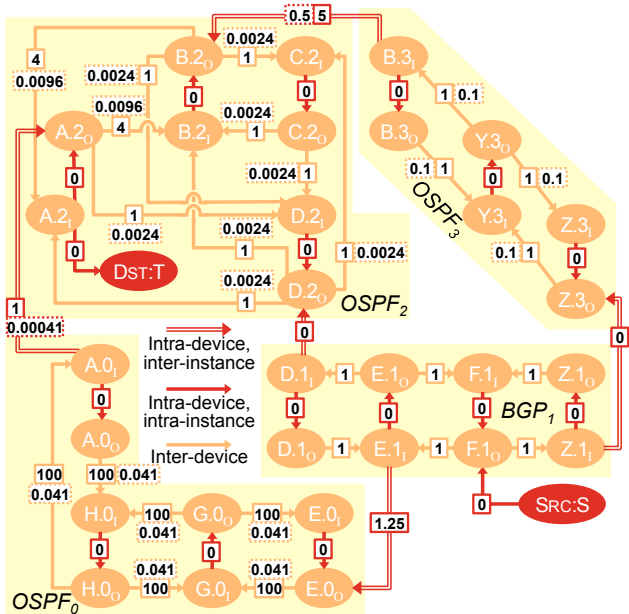 0.5 5
4
0.0096
B.2O
0.0024
1
C.2I
B.3I
0.0024 1
0
0
0
1 0.1
0.0096
4
A.2O
B.2I
0.0024
1
C.2O
B.3O
Y.3O
0
0.0024 1
0.1 1
0
1 0.1
A.2I
1
0.0024
0.0024
D.2I
Y.3I
Z.3I
OSPF3
0
1
0.0024
0
1 0.0024
0.1 1
0
DST:T
0.0024
1
D.2O
OSPF2
Z.3O
1
0.00041
Intra-device,
inter-instance
0
0
A.0I
D.1I
1
E.1I
O
1
F.1I
1
Z.1O
0
Intra-device,
intra-instance
0
0
0
0
BGP1
A.0O
Inter-device
D.1O
1
E.1I
1
F.1O
1
Z.1I
100
0.041
100 0.041
0
SRC:S
H.0I
100
0.041
G.0O
100
0.041
E.0I
1.25
0
0
0
H.0O
0.041
100
G.0I
0.041
100
E.0O
OSPF0